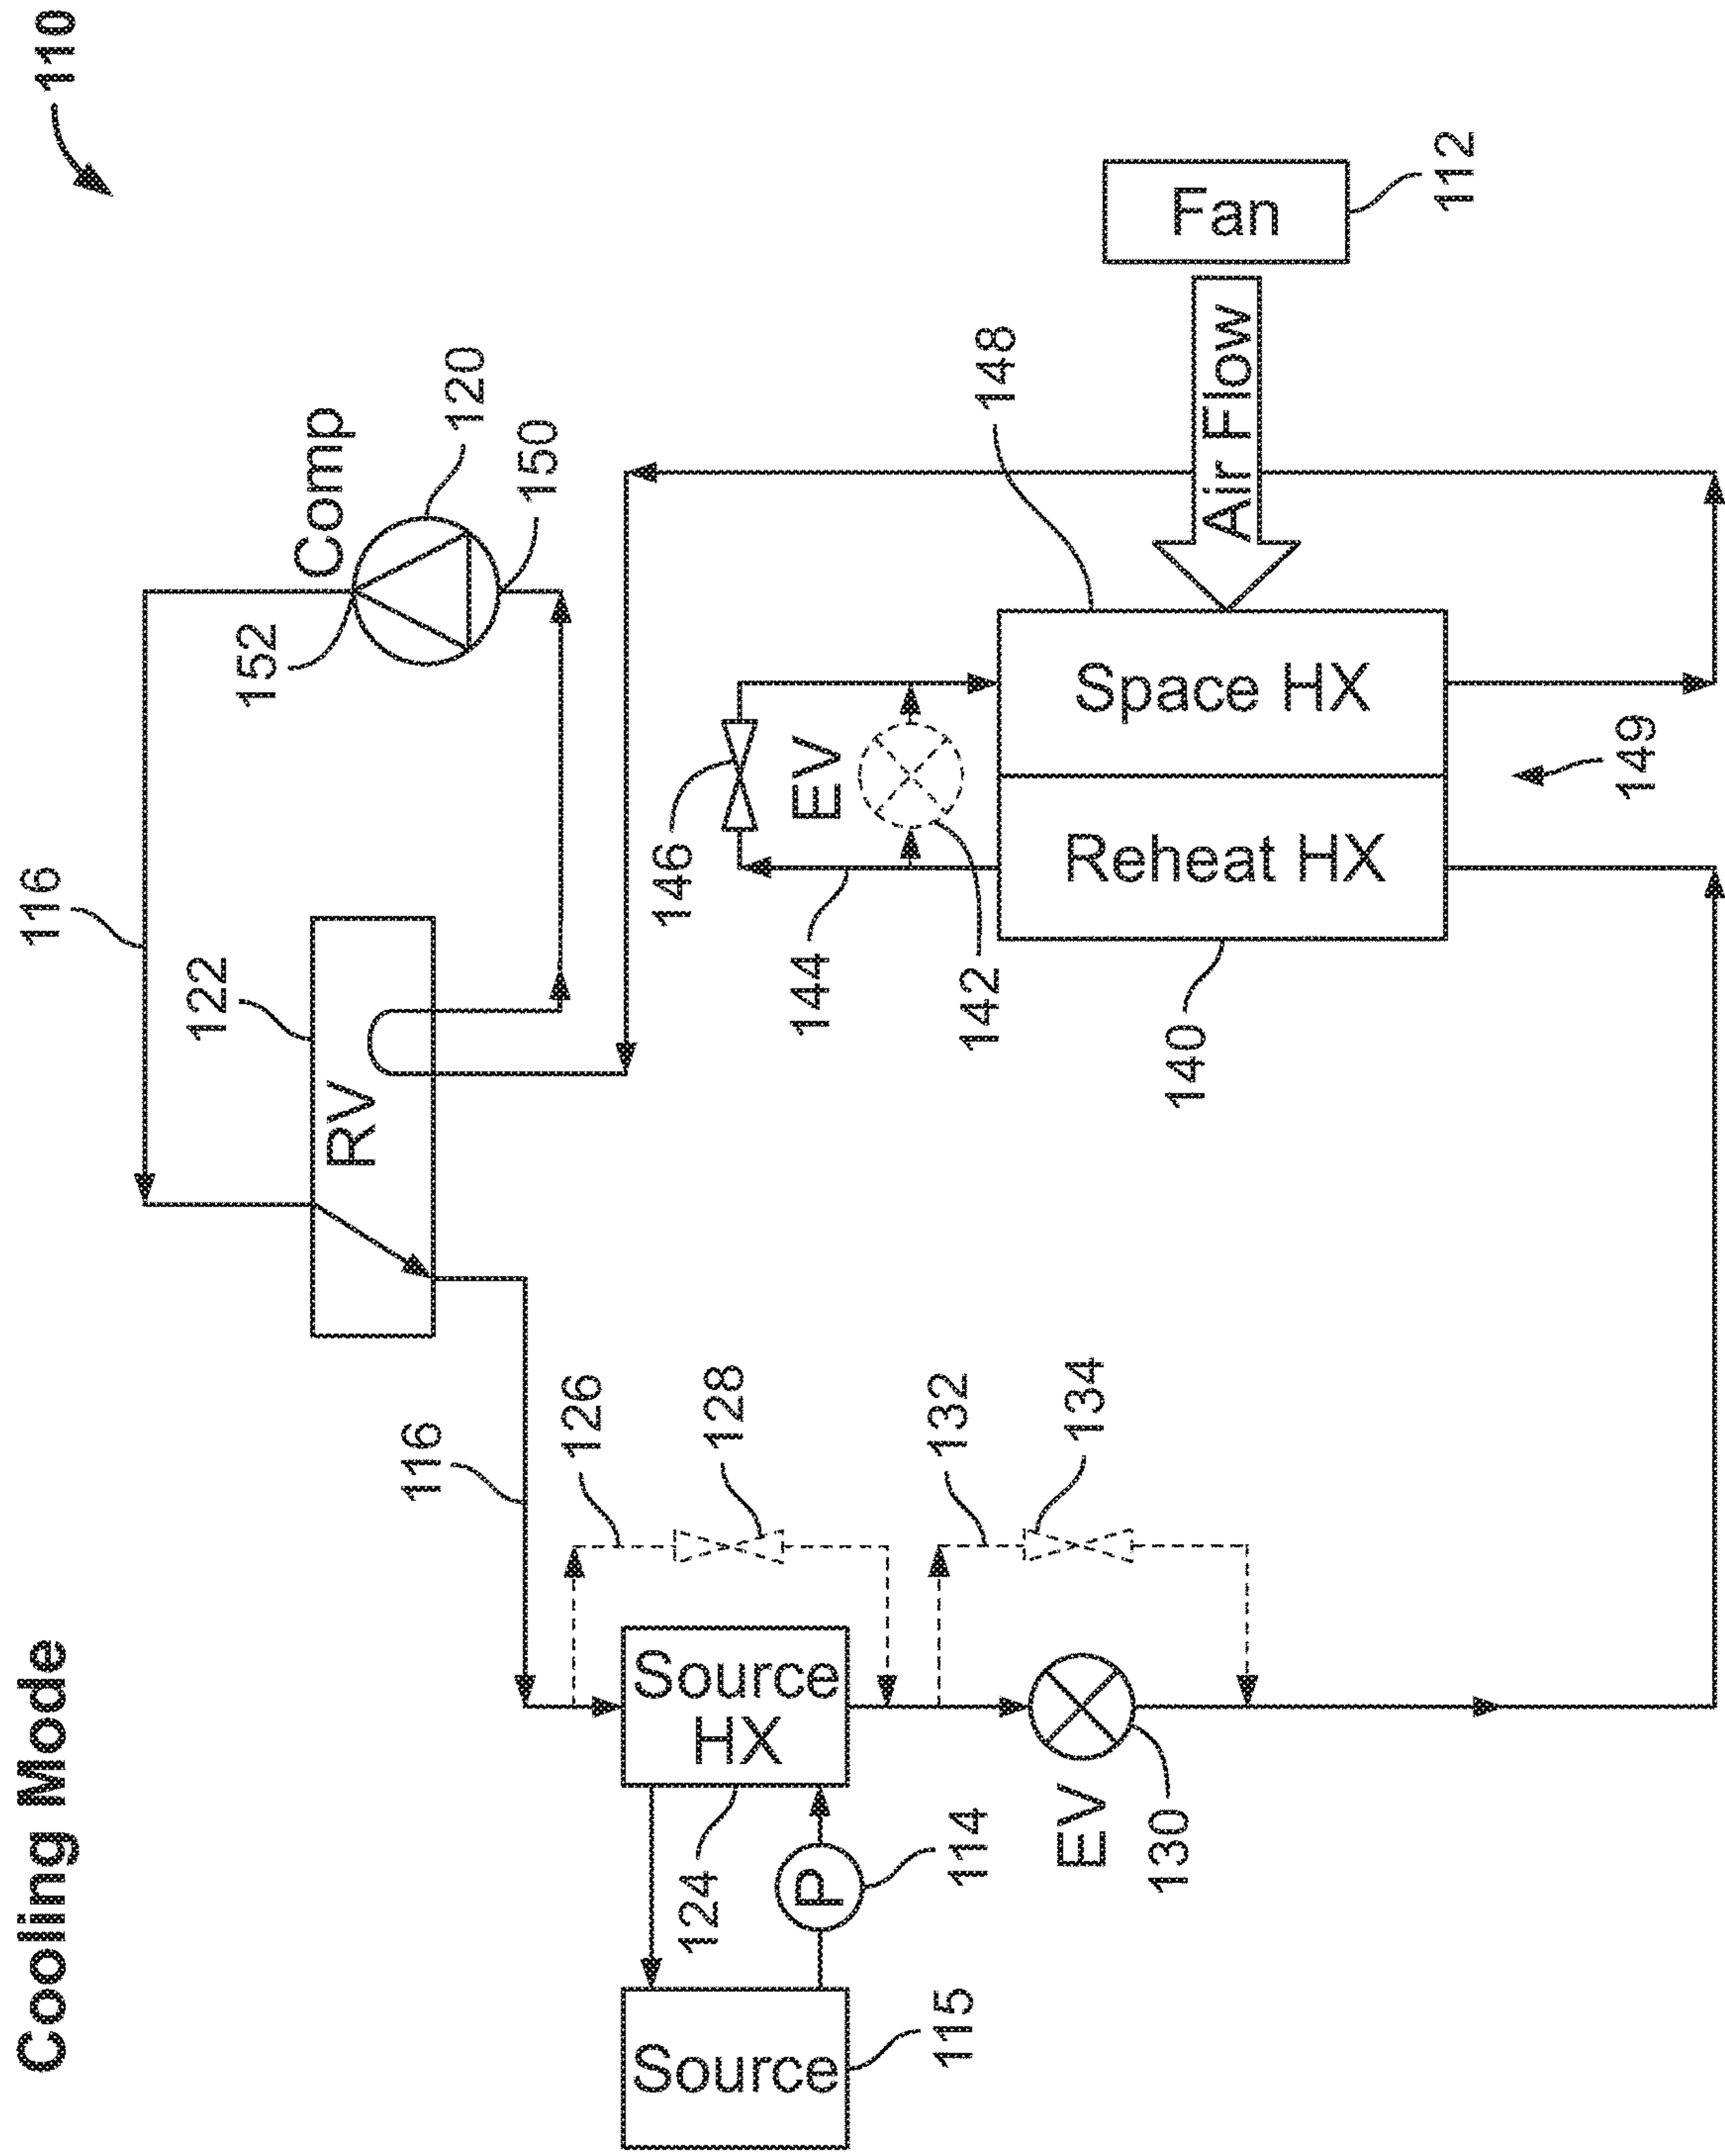 Cooling Mode
110
116
122
RV
152
Comp
120
150
116
126
128
132
134
Source
HX
124
P
114
Source
115
EV
130
146
EV
144
142
148
Space HX
Reheat HX
140
149
Air Flow
Fan
112